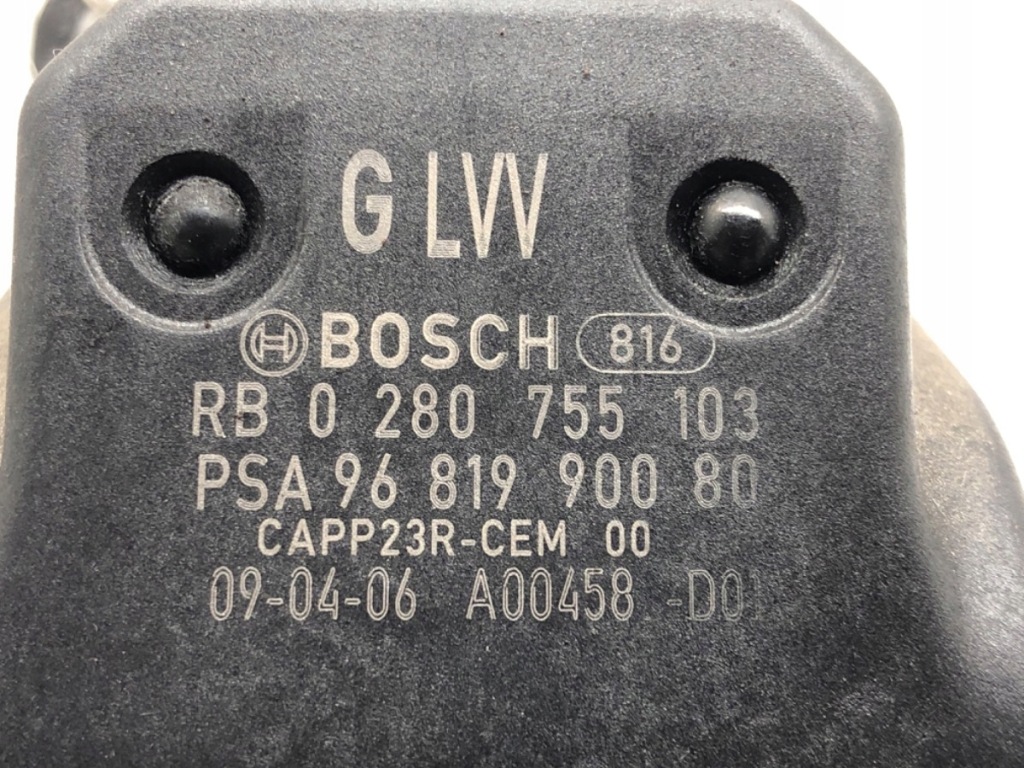 G LVV
BOSCH 816
RB 0 280 755 103
PSA 96 819 900 80
CAPP23R-CEM 00
09-04-06 A00458 -D01